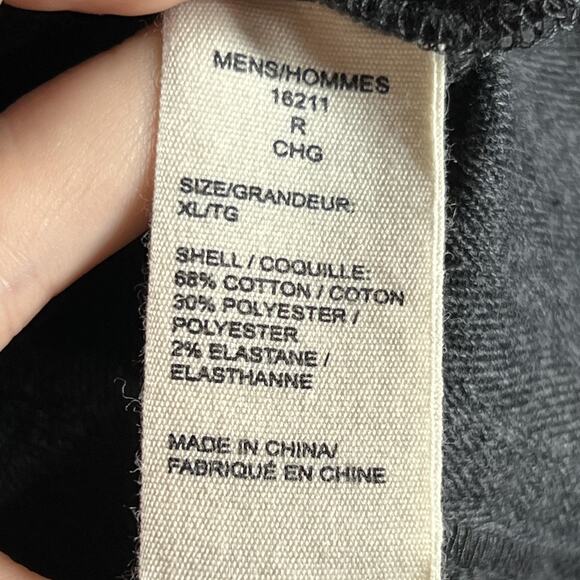 MENS/HOMMES
16211
R
CHG
SIZE/GRANDEUR:
XL/TG
SHELL / COQUILLE:
68% COTTON / COTON
30% POLYESTER /
POLYESTER
2% ELASTANE /
ELASTHANNE
MADE IN CHINA/
FABRIQUÉ EN CHINE